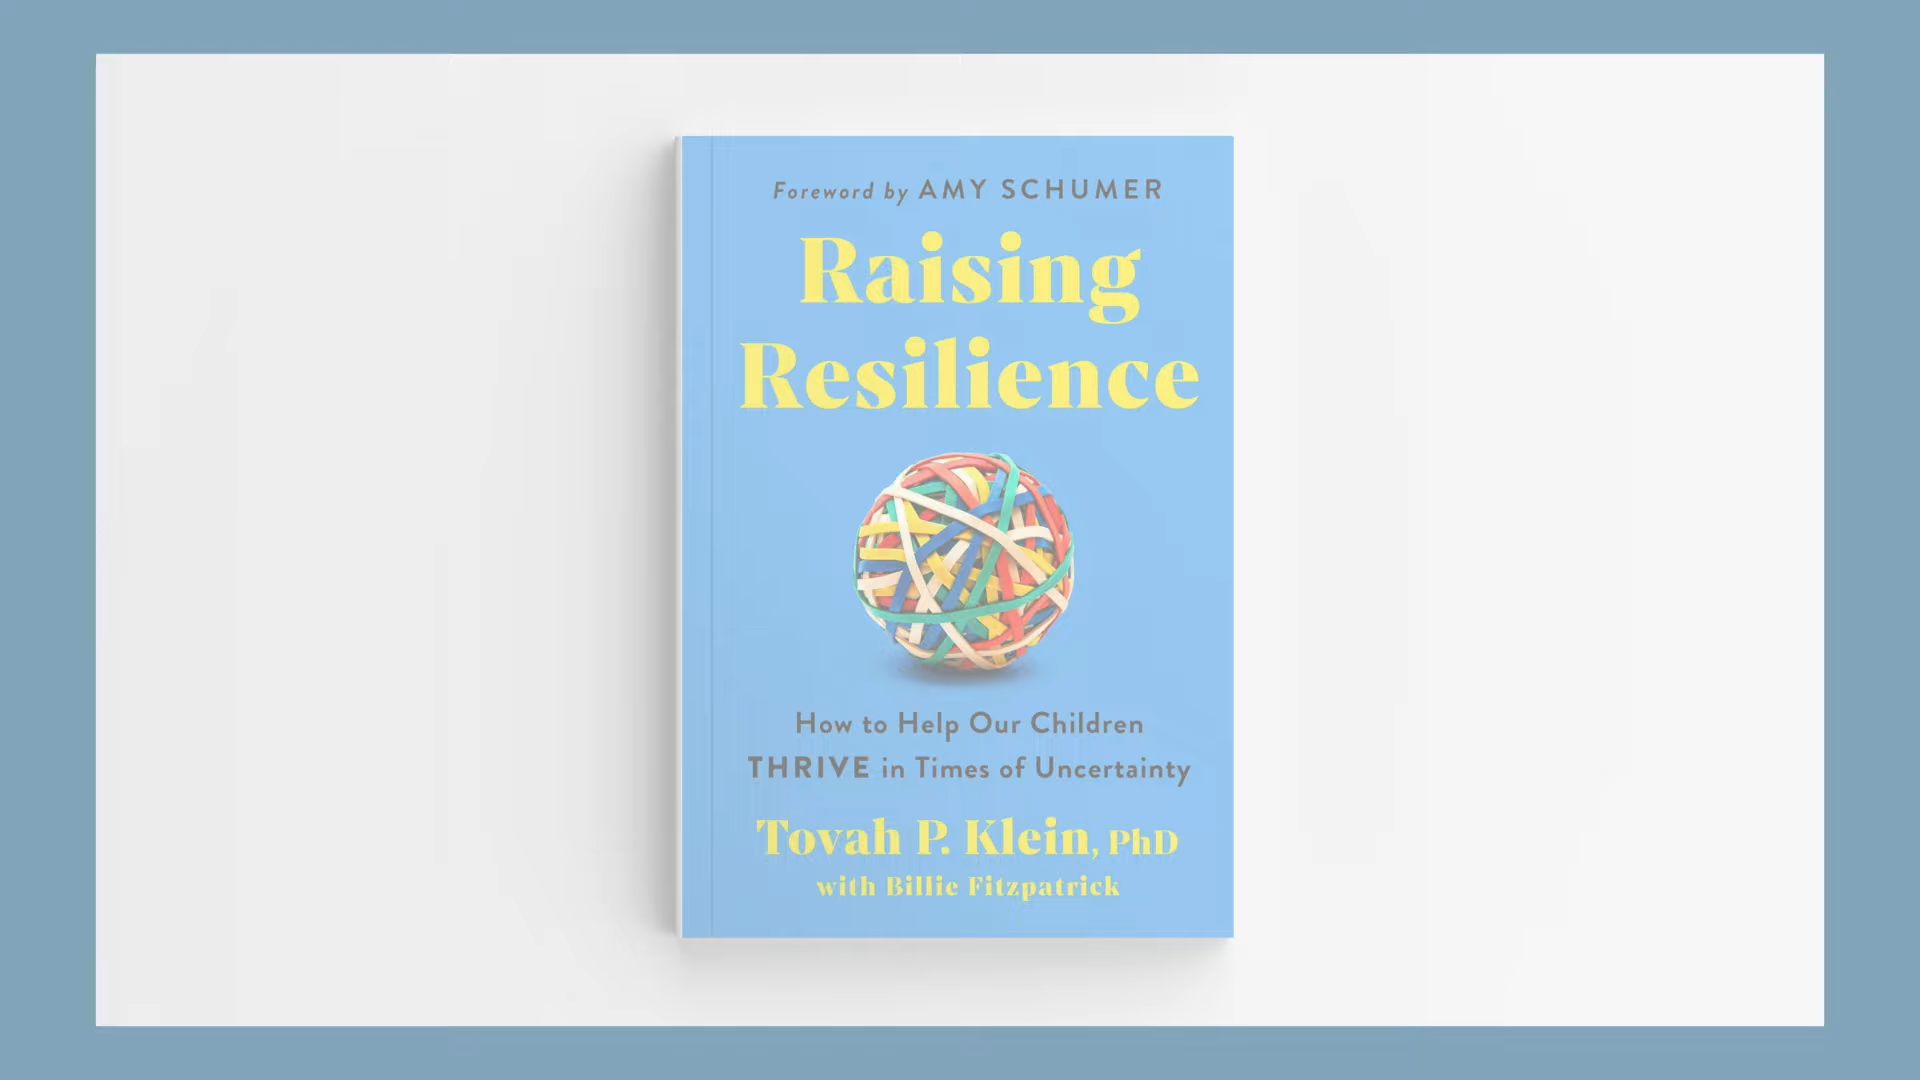 Foreword by AMY SCHUMER
Raising
Resilience
How to Help Our Children
THRIVE in Times of Uncertainty
Tovah P. Klein, PhD
with Billie Fitzpatrick